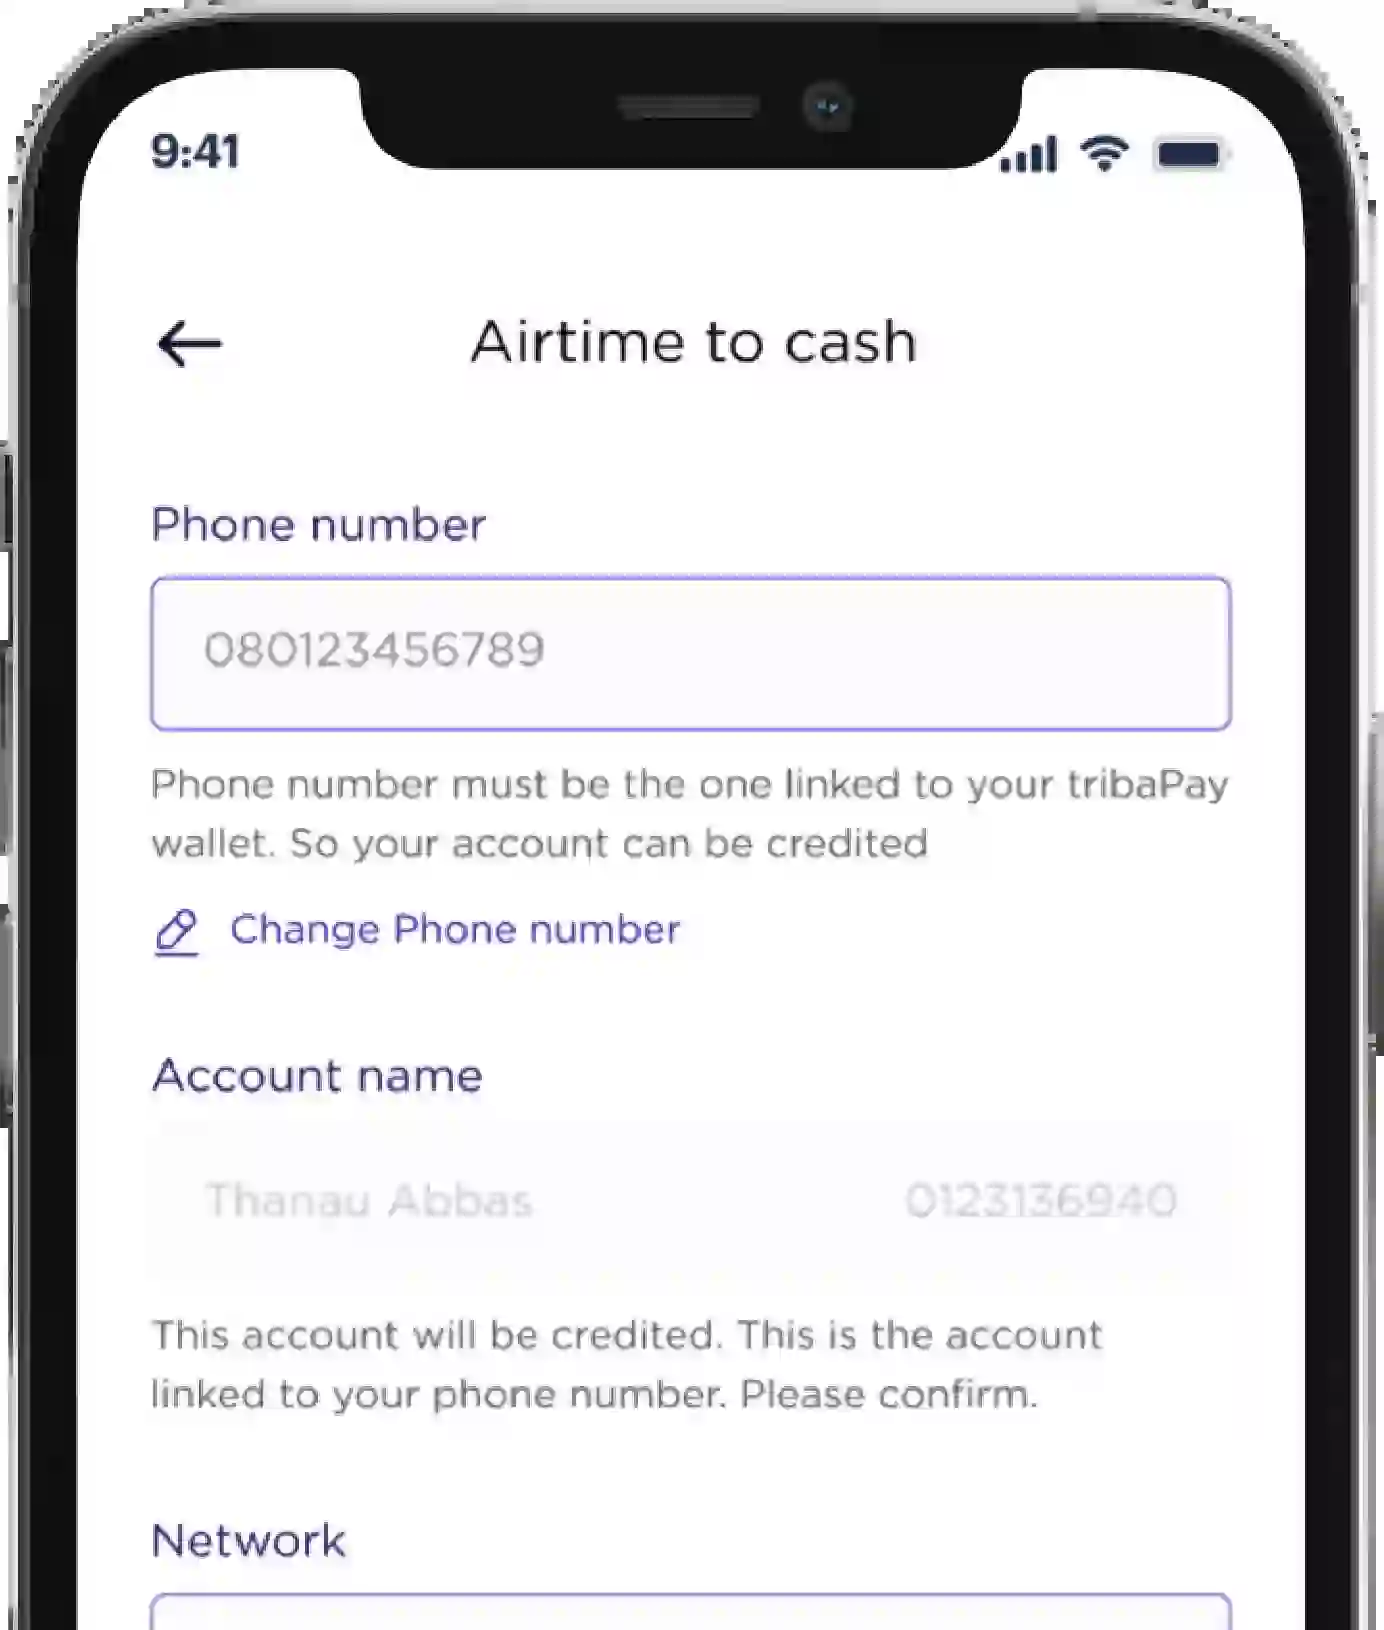 9:41
Airtime to cash
Phone number
080123456789
Phone number must be the one linked to your tribaPay
wallet. So your account can be credited
Change Phone number
Account name
Thanau Abbas 0123136940
This account will be credited. This is the account
linked to your phone number. Please confirm.
Network